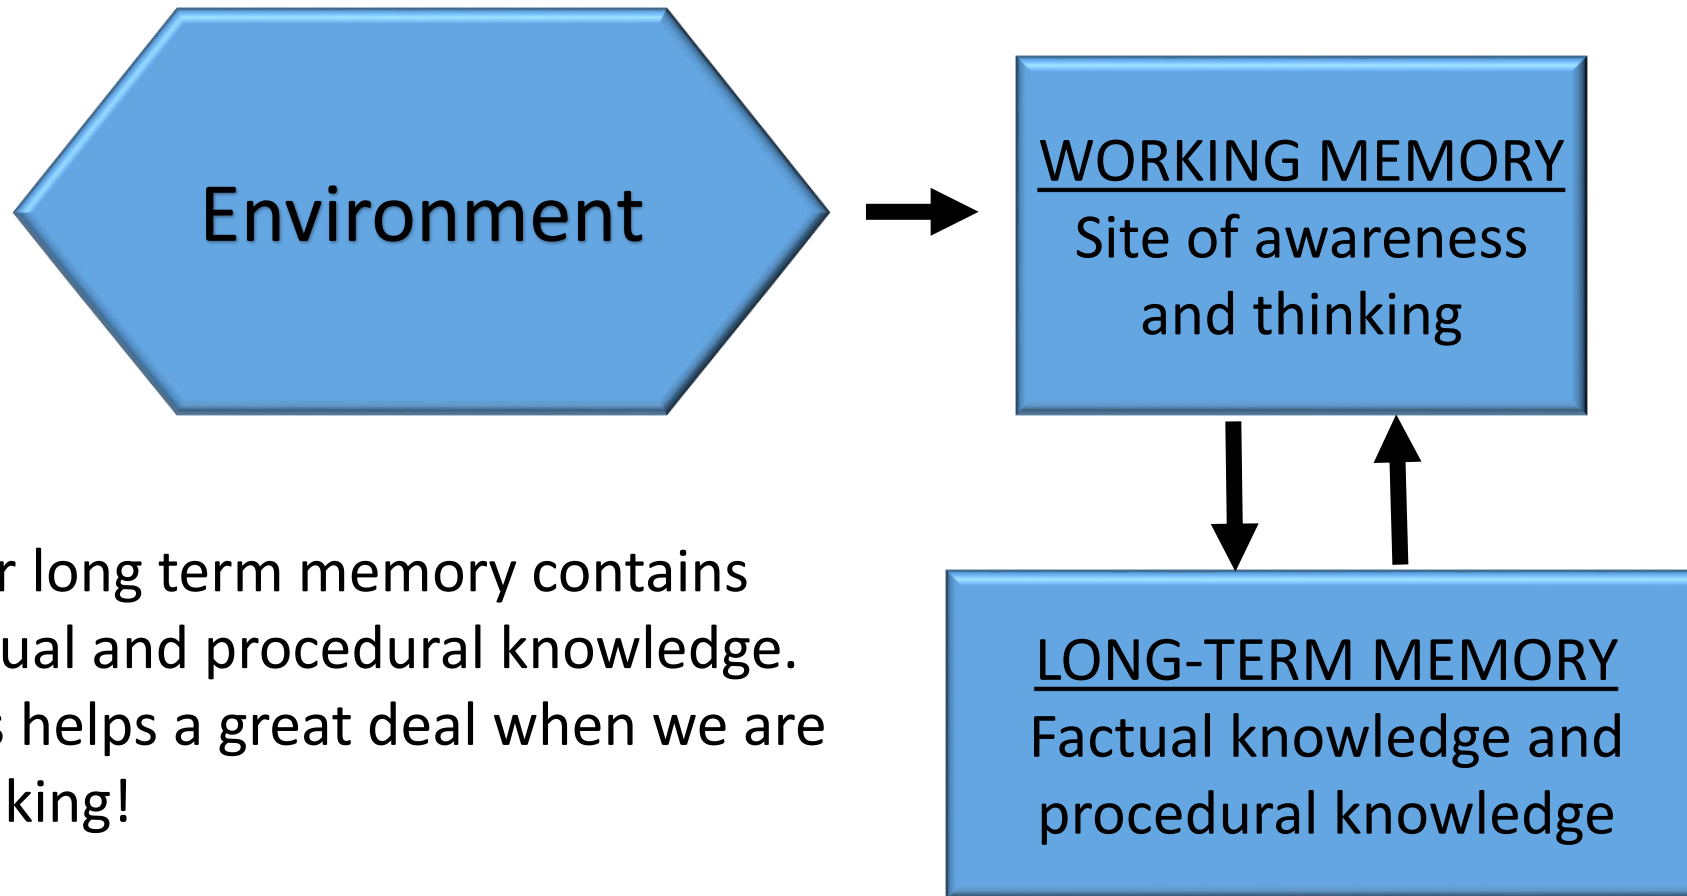 Environment
WORKING MEMORY
Site of awareness
and thinking
r long term memory contains
ual and procedural knowledge.
s helps a great deal when we are
king!
LONG-TERM MEMORY
Factual knowledge and
procedural knowledge